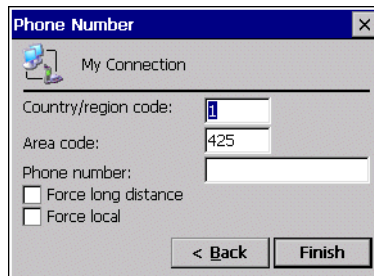 Phone Number
My Connection
Country/region code: 1
Area code: 425
Phone number:
Force long distance
Force local
< Back Finish